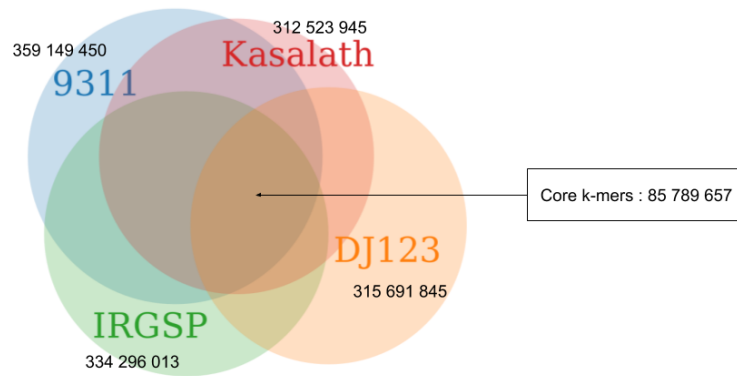 312 523 945
359 149 450
Kasalath
9311
Core k-mers : 85 789 657
DJ123
315 691 845
IRGSP
334 296 013